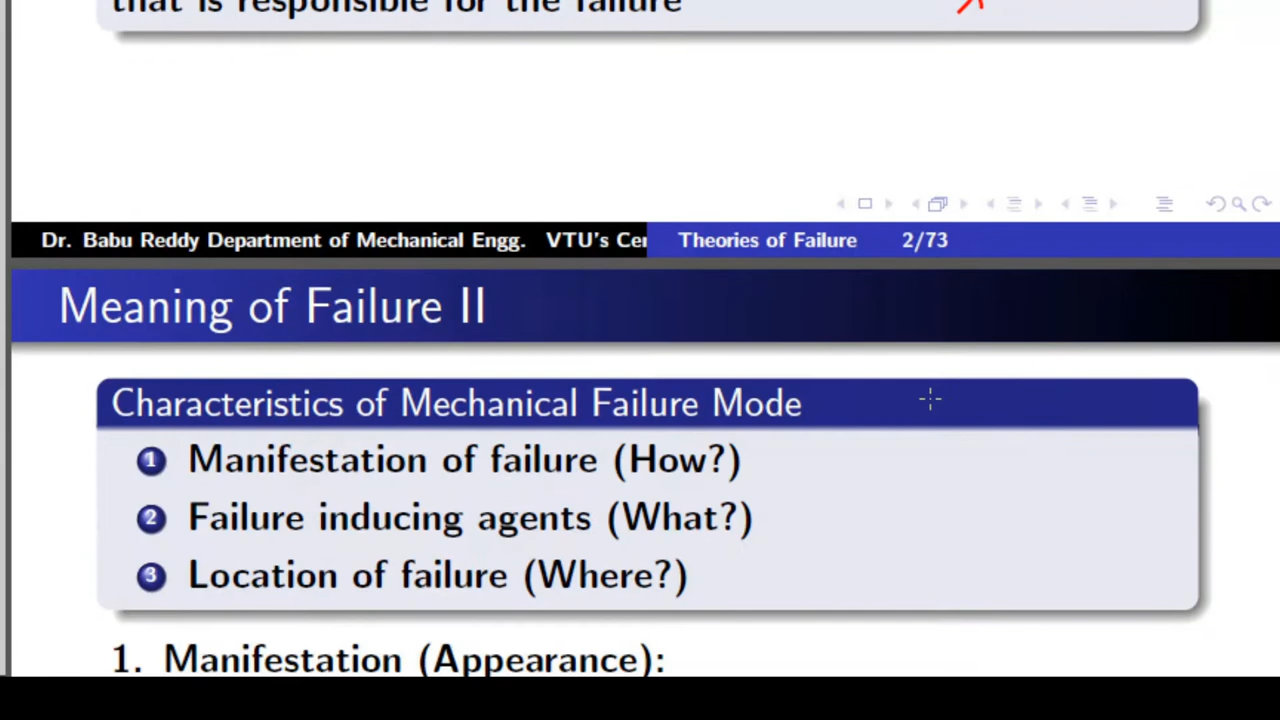 that is responsible for the failure
Dr. Babu Reddy Department of Mechanical Engg. VTU's Cen Theories of Failure 2/73
Meaning of Failure II
Characteristics of Mechanical Failure Mode
1 Manifestation of failure (How?)
2 Failure inducing agents (What?)
3 Location of failure (Where?)
1. Manifestation (Appearance):